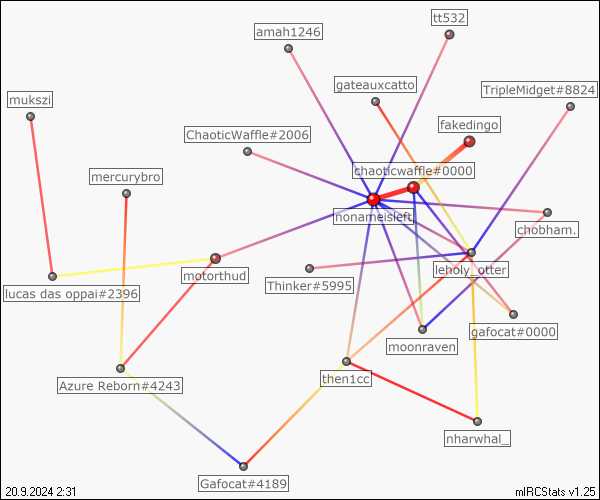 tt532
amah1246
gateauxcatto
TripleMidget#8824
mukszi
fakedingo
ChaoticWaffle#2006
chaoticwaffle#0000
mercurybro
nonameisleft
chohham.
leholy_otter
motorthud
Thinker#5995
lucas das oppai#2396
gafocat#0000
moonraven
then1cc
Azure Reborn#4243
nharwhal_
Gafocat#4189
20.9.2024 2:31
mIRCStats v1.25